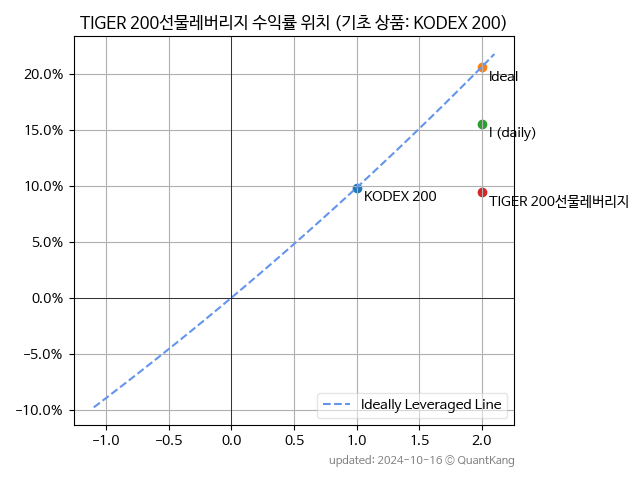 TIGER 200선물레버리지 수익률 위치 (기초 상품: KODEX 200)
20.0%
15.0%
10.0%
5.0%
0.0%
−5.0%
−10.0%
Ideal
I (daily)
KODEX 200
TIGER 200선물레버리지
Ideally Leveraged Line
−1.0 −0.5 0.0 0.5 1.0 1.5 2.0
updated: 2024-10-16 © QuantKang